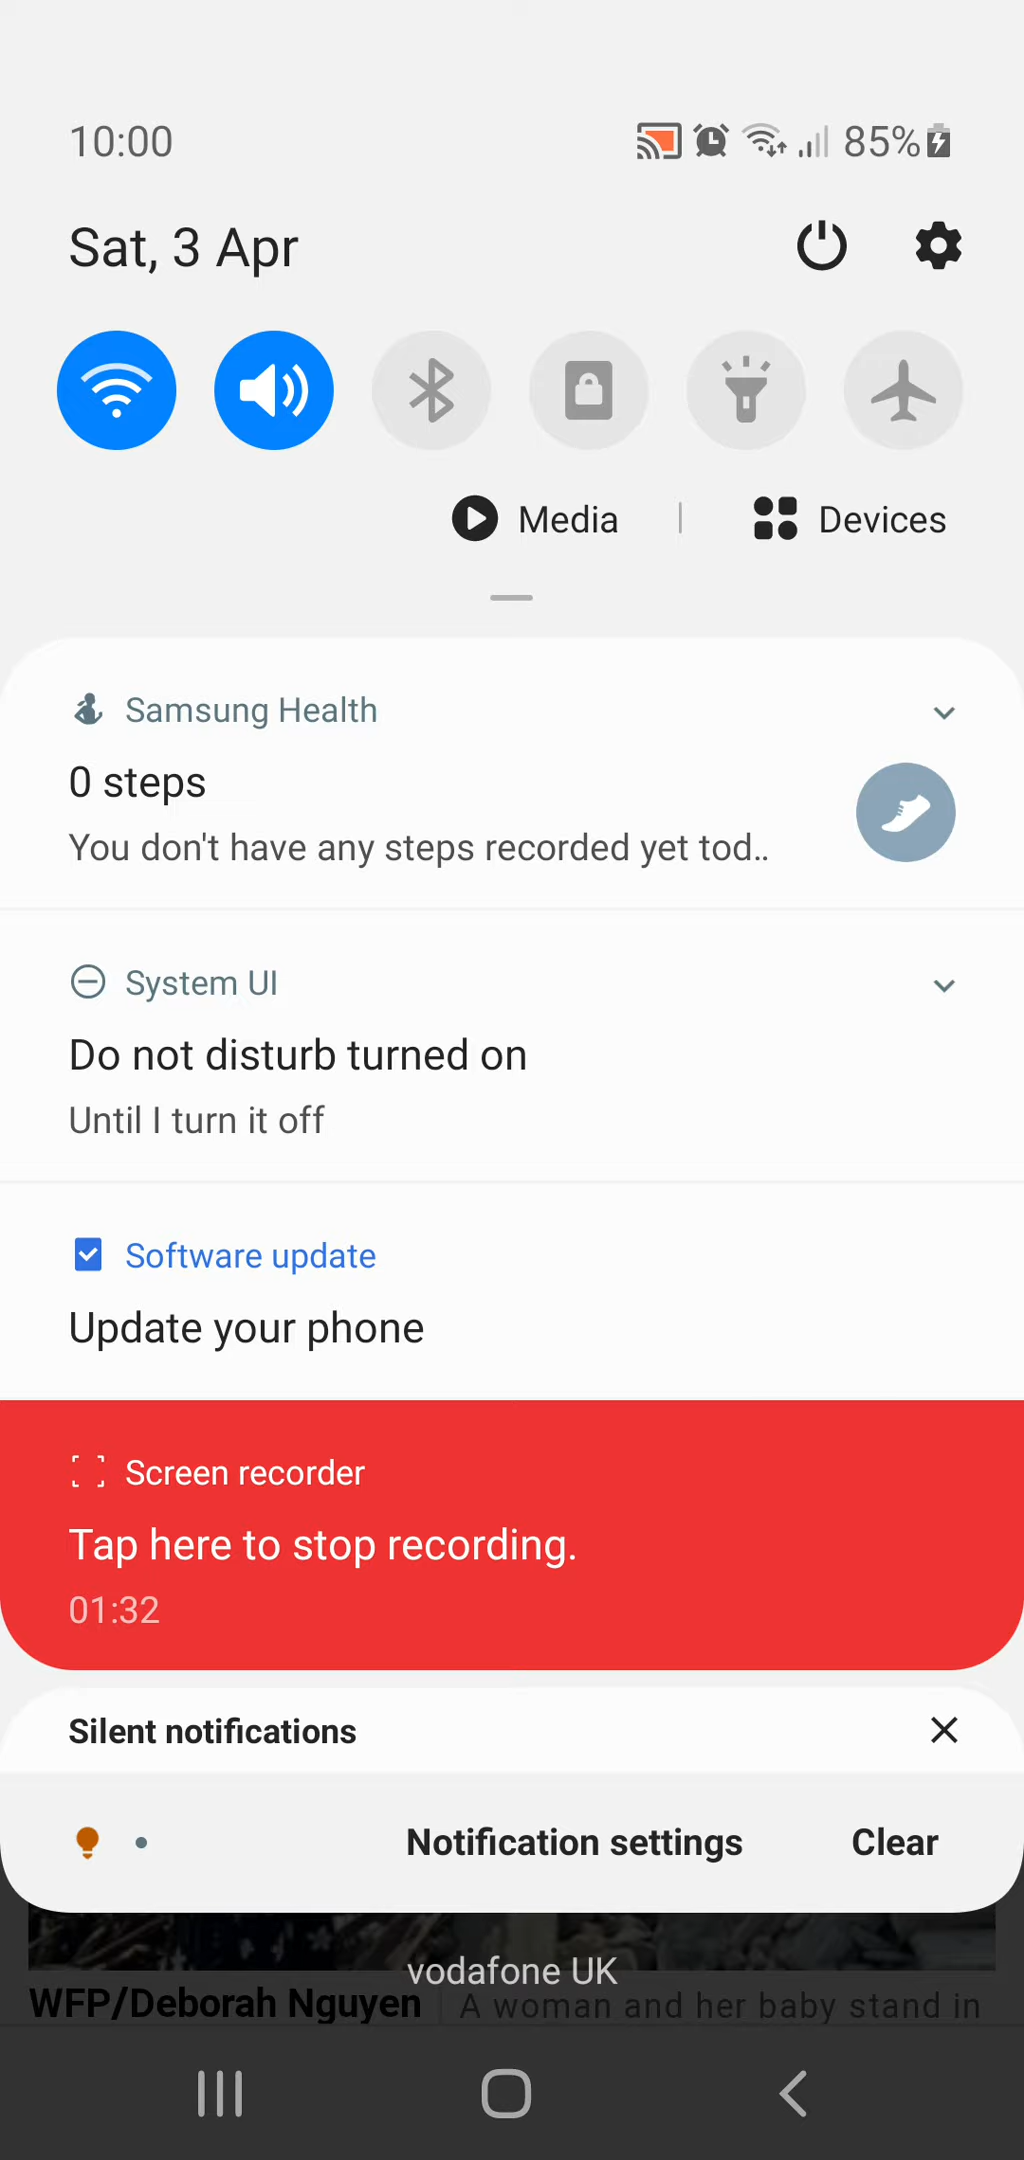 10:00 85%
Sat, 3 Apr
Media | Devices
Samsung Health
0 steps
You don't have any steps recorded yet tod..
System UI
Do not disturb turned on
Until I turn it off
Software update
Update your phone
Screen recorder
Tap here to stop recording.
01:32
Silent notifications
Notification settings Clear
vodafone UK
WFP/Deborah Nguyen | A woman and her baby stand in